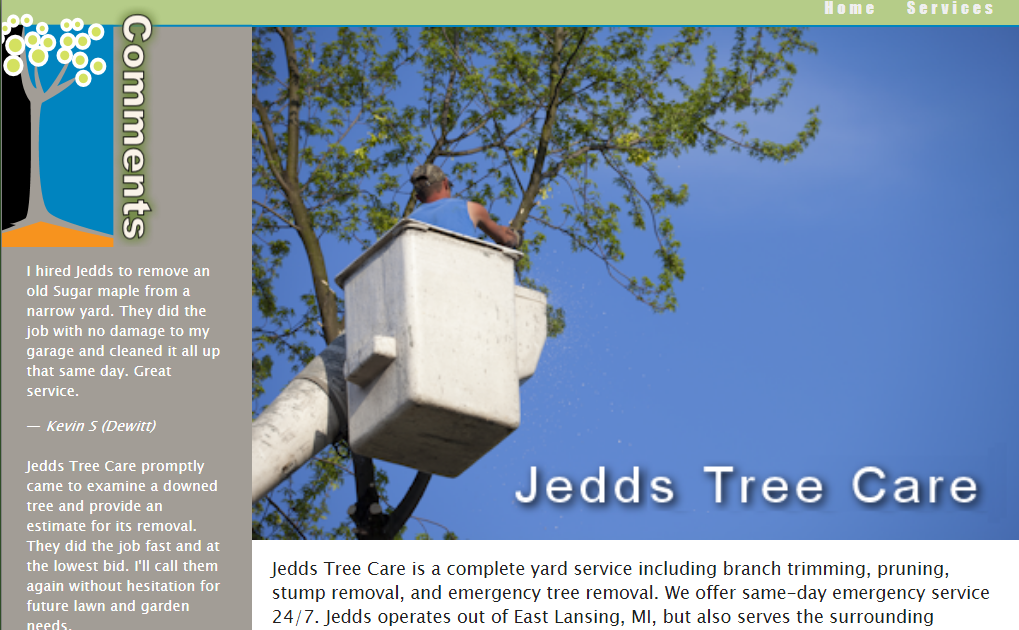 Home Services
Comments
I hired Jedds to remove an
old Sugar maple from a
narrow yard. They did the
job with no damage to my
garage and cleaned it all up
that same day. Great
service.
— Kevin S (Dewitt)
Jedds Tree Care promptly
came to examine a downed
tree and provide an
estimate for its removal.
They did the job fast and at
the lowest bid. I'll call them
again without hesitation for
future lawn and garden
needs.
Jedds Tree Care
Jedds Tree Care is a complete yard service including branch trimming, pruning,
stump removal, and emergency tree removal. We offer same-day emergency service
24/7. Jedds operates out of East Lansing, MI, but also serves the surrounding